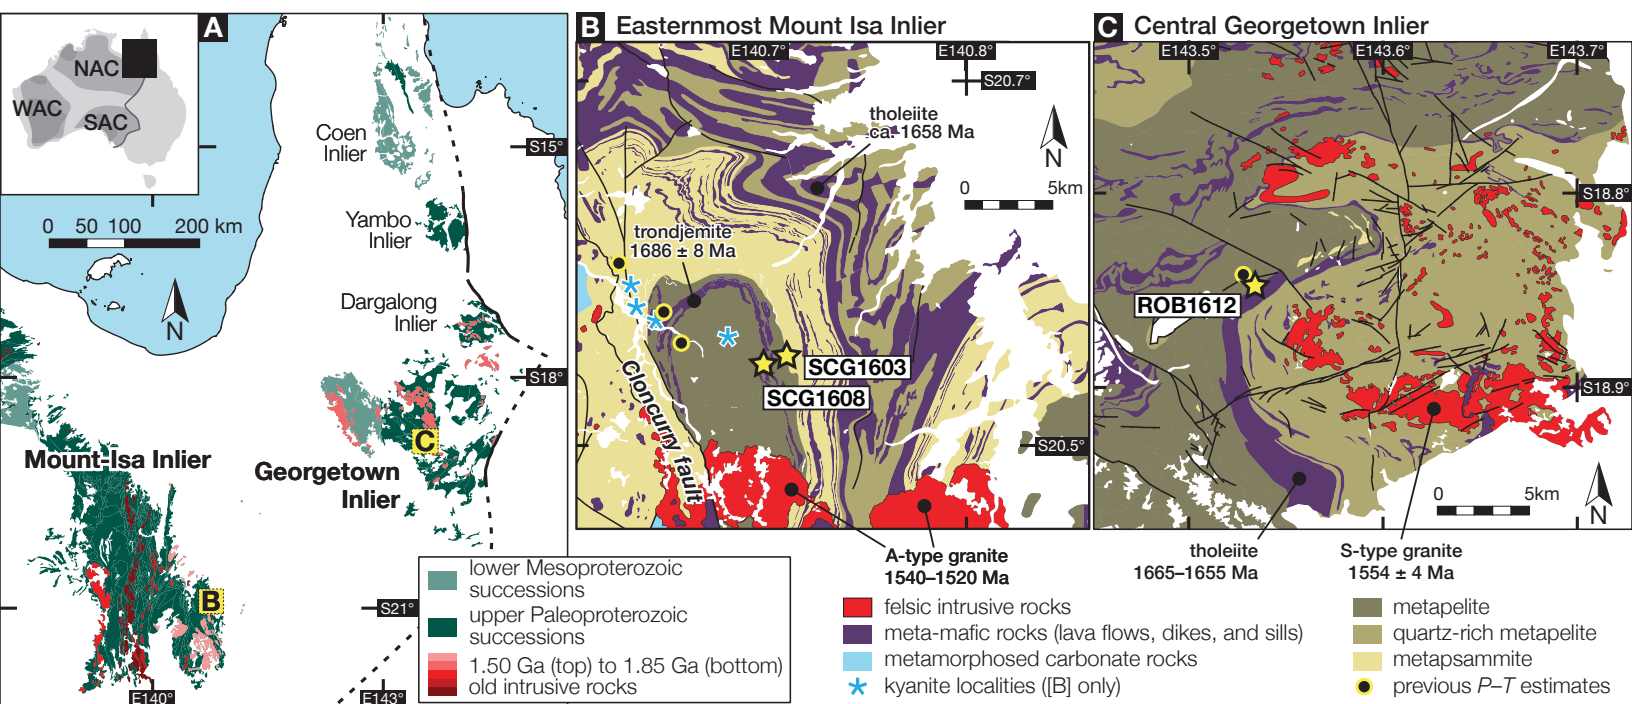 A
NAC
WAC
SAC
0 50 100 200 km
N
Coen
Inlier
S15°
Yambo
Inlier
Dargalong
Inlier
S18°
Mount-Isa Inlier
Georgetown
Inlier
C
B
S21°
E140°
E143°
lower Mesoproterozoic
successions
upper Paleoproterozoic
successions
1.50 Ga (top) to 1.85 Ga (bottom)
old intrusive rocks
B Easternmost Mount Isa Inlier
E140.7°
E140.8°
S20.7°
tholeiite
ca. 1658 Ma
N
0 5km
trondjemite
1686 ± 8 Ma
SCG1603
SCG1608
Cloncurry fault
S20.5°
A-type granite
1540–1520 Ma
C Central Georgetown Inlier
E143.5°
E143.6°
E143.7°
S18.8°
ROB1612
S18.9°
0 5km
N
tholeiite
1665–1655 Ma
S-type granite
1554 ± 4 Ma
felsic intrusive rocks
meta-mafic rocks (lava flows, dikes, and sills)
metamorphosed carbonate rocks
kyanite localities ([B] only)
metapelite
quartz-rich metapelite
metapsammite
previous P–T estimates